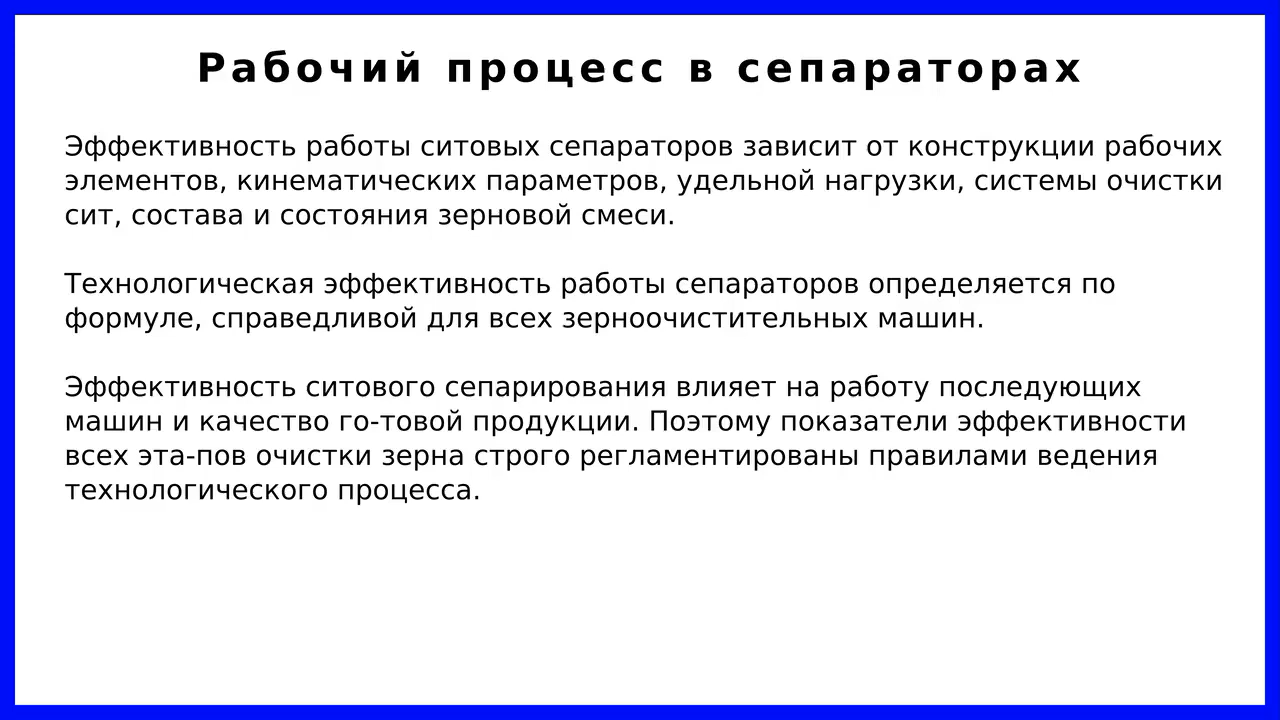 Рабочий процесс в сепараторах
Эффективность работы ситовых сепараторов зависит от конструкции рабочих
элементов, кинематических параметров, удельной нагрузки, системы очистки
сит, состава и состояния зерновой смеси.
Технологическая эффективность работы сепараторов определяется по
формуле, справедливой для всех зерноочистительных машин.
Эффективность ситового сепарирования влияет на работу последующих
машин и качество го-товой продукции. Поэтому показатели эффективности
всех эта-пов очистки зерна строго регламентированы правилами ведения
технологического процесса.